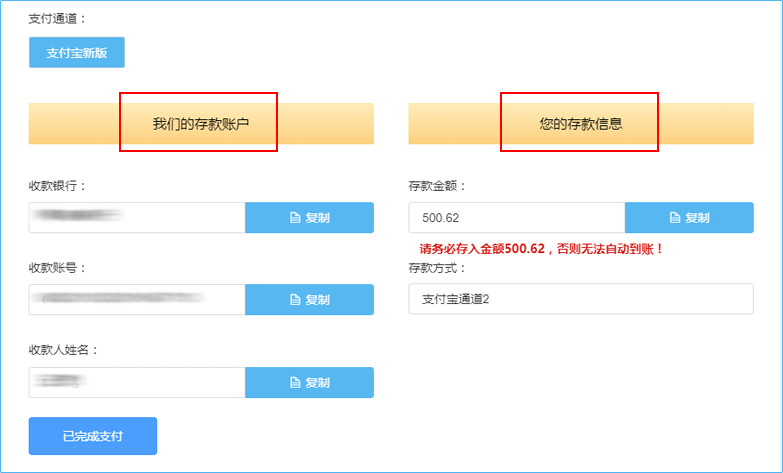 支付通道：
支付宝新版
我们的存款账户
您的存款信息
收款银行：
复制
存款金额：
500.62
复制
请务必存入金额500.62，否则无法自动到账！
收款账号：
复制
存款方式：
支付宝通道2
收款人姓名：
复制
已完成支付